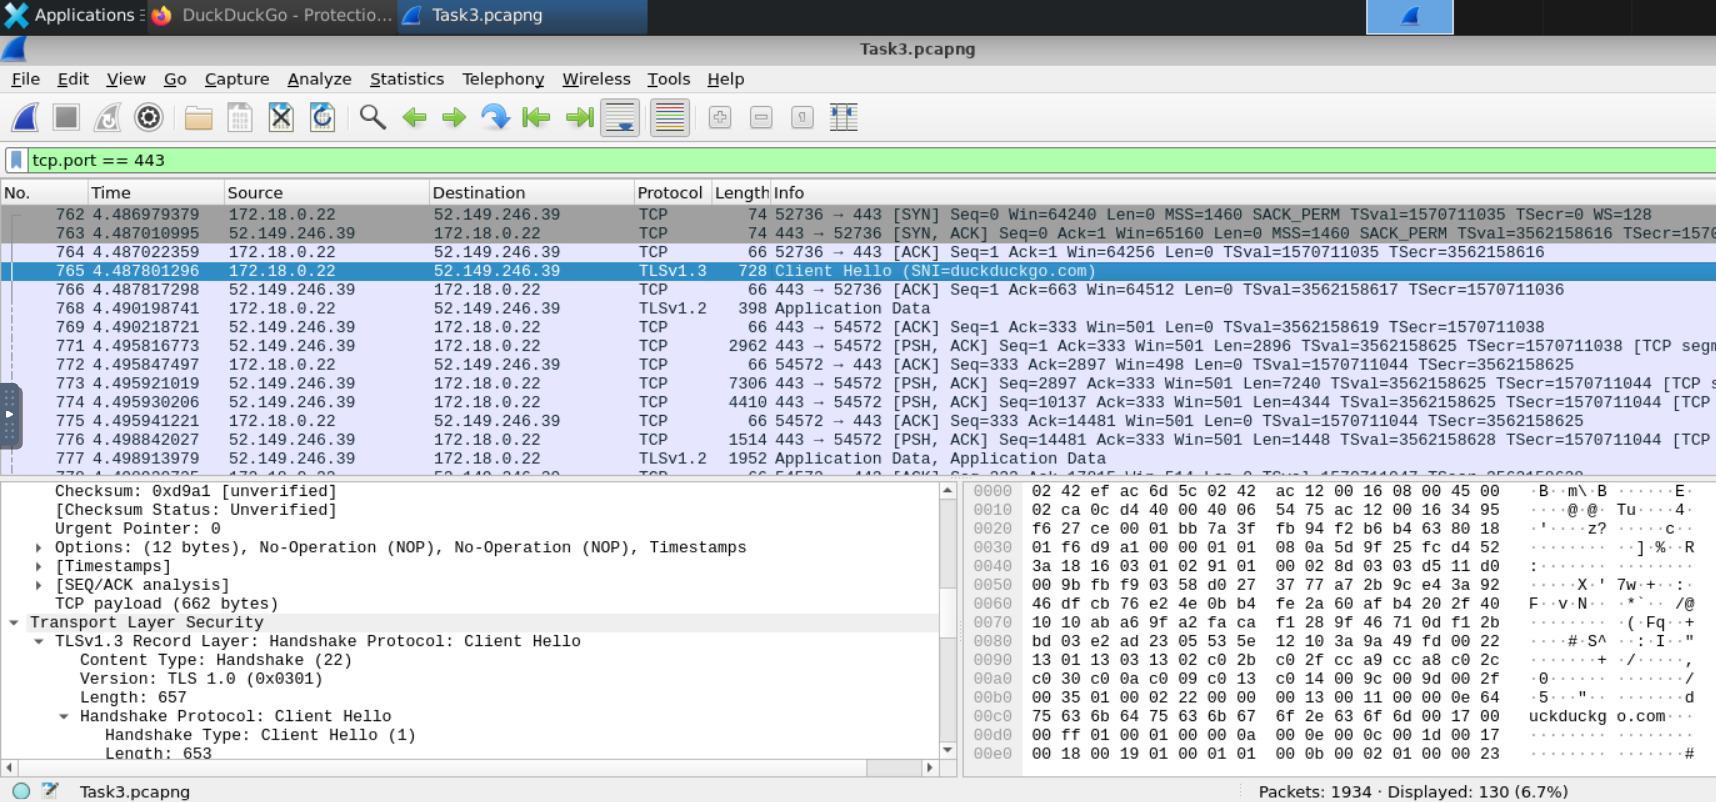 Applications
DuckDuckGo - Protectio...
Task3.pcapng
Task3.pcapng
File Edit View Go Capture Analyze Statistics Telephony Wireless Tools Help
tcp.port == 443
No. Time Source Destination Protocol Length Info
762 4.486979379 172.18.0.22 52.149.246.39 TCP 74 52736 → 443 [SYN] Seq=0 Win=64240 Len=0 MSS=1460 SACK_PERM TSval=1570711035 TSecr=0 WS=128
763 4.487010995 52.149.246.39 172.18.0.22 TCP 74 443 → 52736 [SYN, ACK] Seq=0 Ack=1 Win=65160 Len=0 MSS=1460 SACK_PERM TSval=3562158616 TSecr=1570
764 4.487022359 172.18.0.22 52.149.246.39 TCP 66 52736 → 443 [ACK] Seq=1 Ack=1 Win=64256 Len=0 TSval=1570711035 TSecr=3562158616
765 4.487801296 172.18.0.22 52.149.246.39 TLSv1.3 728 Client Hello (SNI=duckduckgo.com)
766 4.487817298 52.149.246.39 172.18.0.22 TCP 66 443 → 52736 [ACK] Seq=1 Ack=663 Win=64512 Len=0 TSval=3562158617 TSecr=1570711036
768 4.490198741 172.18.0.22 52.149.246.39 TLSv1.2 398 Application Data
769 4.490218721 52.149.246.39 172.18.0.22 TCP 66 443 → 54572 [ACK] Seq=1 Ack=333 Win=501 Len=0 TSval=3562158619 TSecr=1570711038
771 4.495816773 52.149.246.39 172.18.0.22 TCP 2962 443 → 54572 [PSH, ACK] Seq=1 Ack=333 Win=501 Len=2896 TSval=3562158625 TSecr=1570711038 [TCP segm
772 4.495847497 172.18.0.22 52.149.246.39 TCP 66 54572 → 443 [ACK] Seq=333 Ack=2897 Win=498 Len=0 TSval=1570711044 TSecr=3562158625
773 4.495921019 52.149.246.39 172.18.0.22 TCP 7306 443 → 54572 [PSH, ACK] Seq=2897 Ack=333 Win=501 Len=7240 TSval=3562158625 TSecr=1570711044 [TCP s
774 4.495930206 52.149.246.39 172.18.0.22 TCP 4410 443 → 54572 [PSH, ACK] Seq=10137 Ack=333 Win=501 Len=4344 TSval=3562158625 TSecr=1570711044 [TCP
775 4.495941221 172.18.0.22 52.149.246.39 TCP 66 54572 → 443 [ACK] Seq=333 Ack=14481 Win=501 Len=0 TSval=1570711044 TSecr=3562158625
776 4.498842027 52.149.246.39 172.18.0.22 TCP 1514 443 → 54572 [PSH, ACK] Seq=14481 Ack=333 Win=501 Len=1448 TSval=3562158628 TSecr=1570711044 [TCP
777 4.498913979 52.149.246.39 172.18.0.22 TLSv1.2 1952 Application Data, Application Data
Checksum: 0xd9a1 [unverified]
[Checksum Status: Unverified]
Urgent Pointer: 0
Options: (12 bytes), No-Operation (NOP), No-Operation (NOP), Timestamps
[Timestamps]
[SEQ/ACK analysis]
TCP payload (662 bytes)
Transport Layer Security
TLSv1.3 Record Layer: Handshake Protocol: Client Hello
Content Type: Handshake (22)
Version: TLS 1.0 (0x0301)
Length: 657
Handshake Protocol: Client Hello
Handshake Type: Client Hello (1)
Length: 653
0000 02 42 ef ac 6d 5c 02 42 ac 12 00 16 08 00 45 00 ·B··m\·B ······E·
0010 02 ca 0c d4 40 00 40 06 54 75 ac 12 00 16 34 95 ····@·@· Tu····4·
0020 f6 27 ce 00 01 bb 7a 3f fb 94 f2 b6 b4 63 80 18 ·'····z? ·····c··
0030 01 f6 d9 a1 00 00 01 01 08 0a 5d 9f 25 fc d4 52 ········ ··]·%··R
0040 3a 18 16 03 01 02 91 01 00 02 8d 03 03 d5 11 d0 :······· ········
0050 00 9b fb f9 03 58 d0 27 37 77 a7 2b 9c e4 3a 92 ·····X·' 7w·+··:·
0060 46 df cb 76 e2 4e 0b b4 fe 2a 60 af b4 20 2f 40 F··v·N·· ·*`·· /@
0070 10 10 ab a6 9f a2 fa ca f1 28 9f 46 71 0d f1 2b ········ ·(·Fq··+
0080 bd 03 e2 ad 23 05 53 5e 12 10 3a 9a 49 fd 00 22 ····#·S^ ··:·I··"
0090 13 01 13 03 13 02 c0 2b c0 2f cc a9 cc a8 c0 2c ·······+ ·/·····,
00a0 c0 30 c0 0a c0 09 c0 13 c0 14 00 9c 00 9d 00 2f ·0······ ·······/
00b0 00 35 01 00 02 22 00 00 00 13 00 11 00 00 0e 64 ·5···"·· ·······d
00c0 75 63 6b 64 75 63 6b 67 6f 2e 63 6f 6d 00 17 00 uckduckg o.com···
00d0 00 ff 01 00 01 00 00 0a 00 0e 00 0c 00 1d 00 17 ········ ········
00e0 00 18 00 19 01 00 01 01 00 0b 00 02 01 00 00 23 ········ ·······#
Task3.pcapng
Packets: 1934 · Displayed: 130 (6.7%)